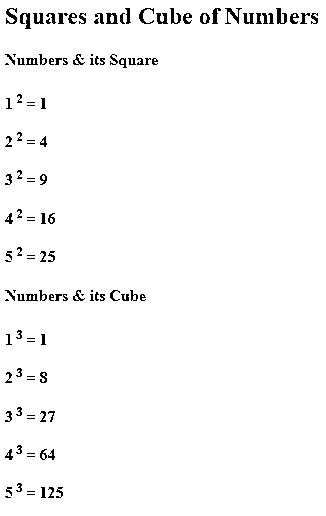 Squares and Cube of Numbers
Numbers & its Square
1 ² = 1
2 ² = 4
3 ² = 9
4 ² = 16
5 ² = 25
Numbers & its Cube
1 ³ = 1
2 ³ = 8
3 ³ = 27
4 ³ = 64
5 ³ = 125